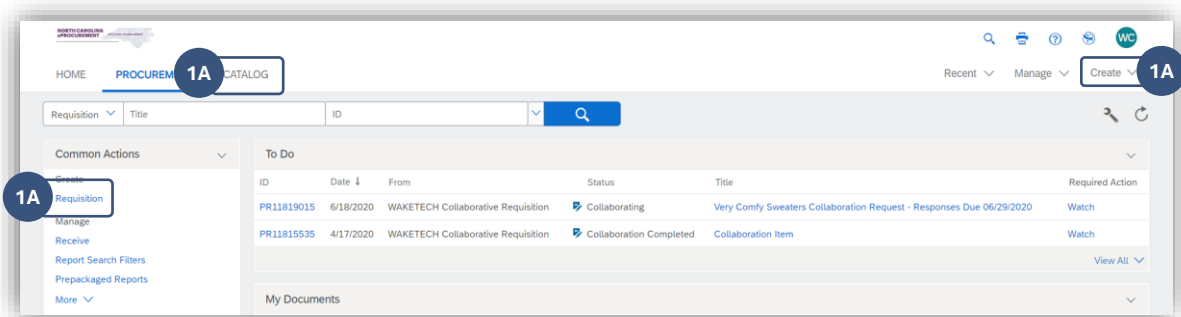 NORTH CAROLINA
ePROCUREMENT
WC
HOME PROCUREM 1A CATALOG Recent Manage Create 1A
Requisition Title ID
Common Actions
Create
1A Requisition
Manage
Receive
Report Search Filters
Prepackaged Reports
More
To Do
ID Date ↓ From Status Title Required Action
PR11819015 6/18/2020 WAKETECH Collaborative Requisition Collaborating Very Comfy Sweaters Collaboration Request - Responses Due 06/29/2020 Watch
PR11815535 4/17/2020 WAKETECH Collaborative Requisition Collaboration Completed Collaboration Item Watch
View All
My Documents